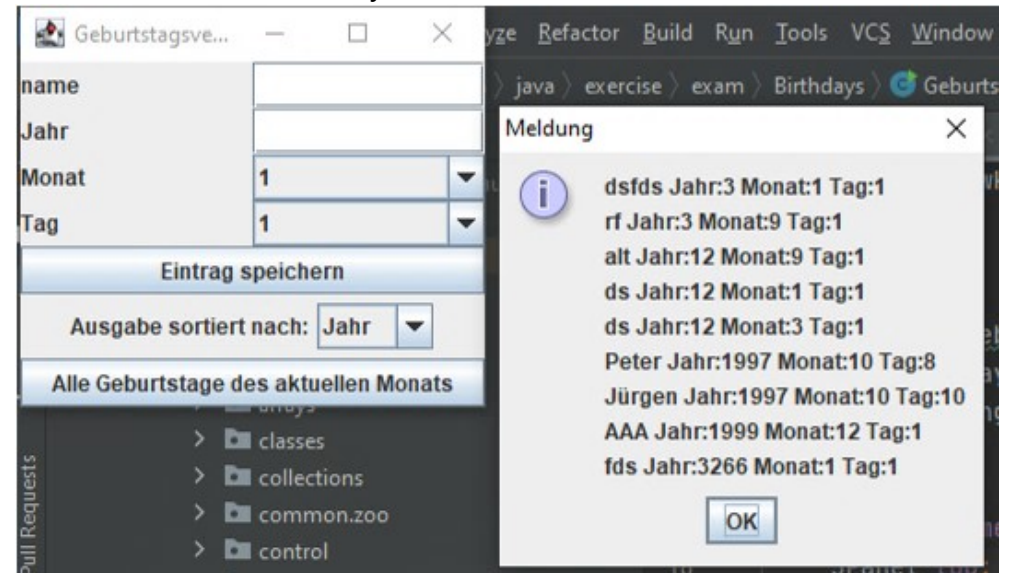 Geburtstagsve...
name
Jahr
Monat 1
Tag 1
Eintrag speichern
Ausgabe sortiert nach: Jahr
Alle Geburtstage des aktuellen Monats
Refactor Build Run Tools VCS Window
java exercise exam Birthdays Geburts
Meldung
dsfds Jahr:3 Monat:1 Tag:1
rf Jahr:3 Monat:9 Tag:1
alt Jahr:12 Monat:9 Tag:1
ds Jahr:12 Monat:1 Tag:1
ds Jahr:12 Monat:3 Tag:1
Peter Jahr:1997 Monat:10 Tag:8
Jürgen Jahr:1997 Monat:10 Tag:10
AAA Jahr:1999 Monat:12 Tag:1
fds Jahr:3266 Monat:1 Tag:1
OK
classes
collections
common.zoo
control
Pull Requests